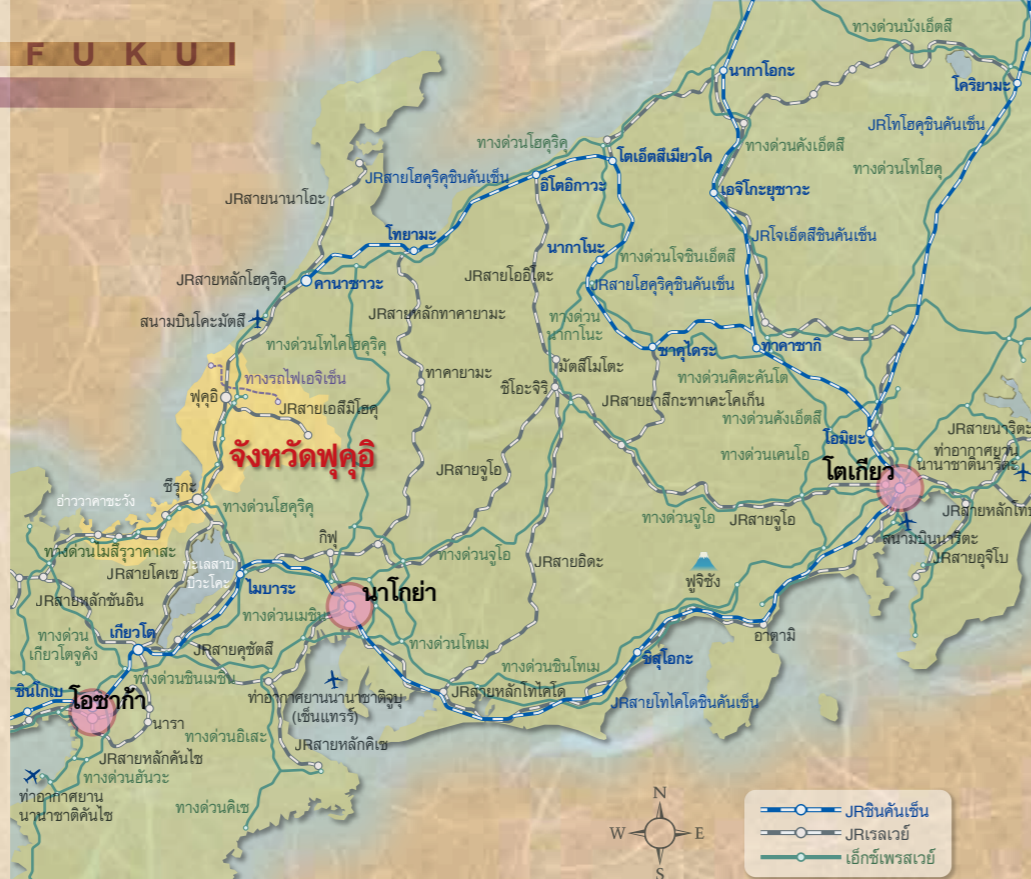 FUKUI
ทางด่วนบังเอ็ตสึ
นากาโอกะ
โคริยามะ
JRโทโฮคุชินคันเซ็น
ทางด่วนคังเอ็ตสึ
ทางด่วนโทโฮคุ
ทางด่วนโฮคุริคุ
โตเอ็ตสึเมียวโค
JRสายโฮคุริคุชินคันเซ็น
อิโตอิกาวะ
เอจิโกะยุซาวะ
JRสายนานาโอะ
โทยามะ
JRโจเอ็ตสึชินคันเซ็น
นากาโนะ
ทางด่วนโจชินเอ็ตสึ
JRสายหลักโฮคุริคุ
คานาซาวะ
JRสายโออิโตะ
JRสายโฮคุริคุชินคันเซ็น
สนามบินโคะมัตสึ
JRสายหลักทาคายามะ
ทางด่วน
นากาโนะ
ทางด่วนโทไคโฮคุริคุ
ซาคุไดระ
ทาคาซากิ
มัตสึโมโตะ
ทางรถไฟเอจิเซ็น
ทาคายามะ
ชิโอะจิริ
ทางด่วนคิตะคันโต
ฟุคุอิ
JRสายเอสึมิโฮคุ
JRสายยาสึกะทาเคะโคเก็น
ทางด่วนคังเอ็ตสึ
โอมิยะ
JRสายนาริตะ
จังหวัดฟุคุอิ
JRสายจูโอ
ทางด่วนเคนโอ
ท่าอากาศยาน
นานาชาตินาริตะ
โตเกียว
ซึรุกะ
อ่าววาคาซะวัง
ทางด่วนโฮคุริคุ
ทางด่วนจูโอ
JRสายจูโอ
JRสายหลักโทบ
สนามบินนาริตะ
ทางด่วนไมสึรุวาคาสะ
กิฟุ
ทางด่วนจูโอ
JRสายอิดะ
JRสายอุจิโบ
JRสายโคเซ
ทะเลสาบ
บิวะโคะ
ไมบาระ
ฟูจิซัง
JRสายหลักซันอิน
นาโกย่า
ทางด่วนเมชิน
อาตามิ
ทางด่วน
เกียวโตจูคัง
เกียวโต
JRสายคุซัตสึ
ทางด่วนโทเม
ทางด่วนชินโทเม
ชิสุโอกะ
ทางด่วนชินเมชิน
ชินโกเบ
โอซาก้า
ท่าอากาศยานนานาชาติจูบุ
(เซ็นแทรร์)
JRสายหลักโทไคโด
JRสายโทไคโดชินคันเซ็น
นารา
ทางด่วนอิเสะ
JRสายหลักคันไซ
JRสายหลักคิเซ
ทางด่วนฮันวะ
ท่าอากาศยาน
นานาชาติคันไซ
ทางด่วนคิเซ
N
W
E
S
JRชินคันเซ็น
JRเรลเวย์
เอ็กซ์เพรสเวย์